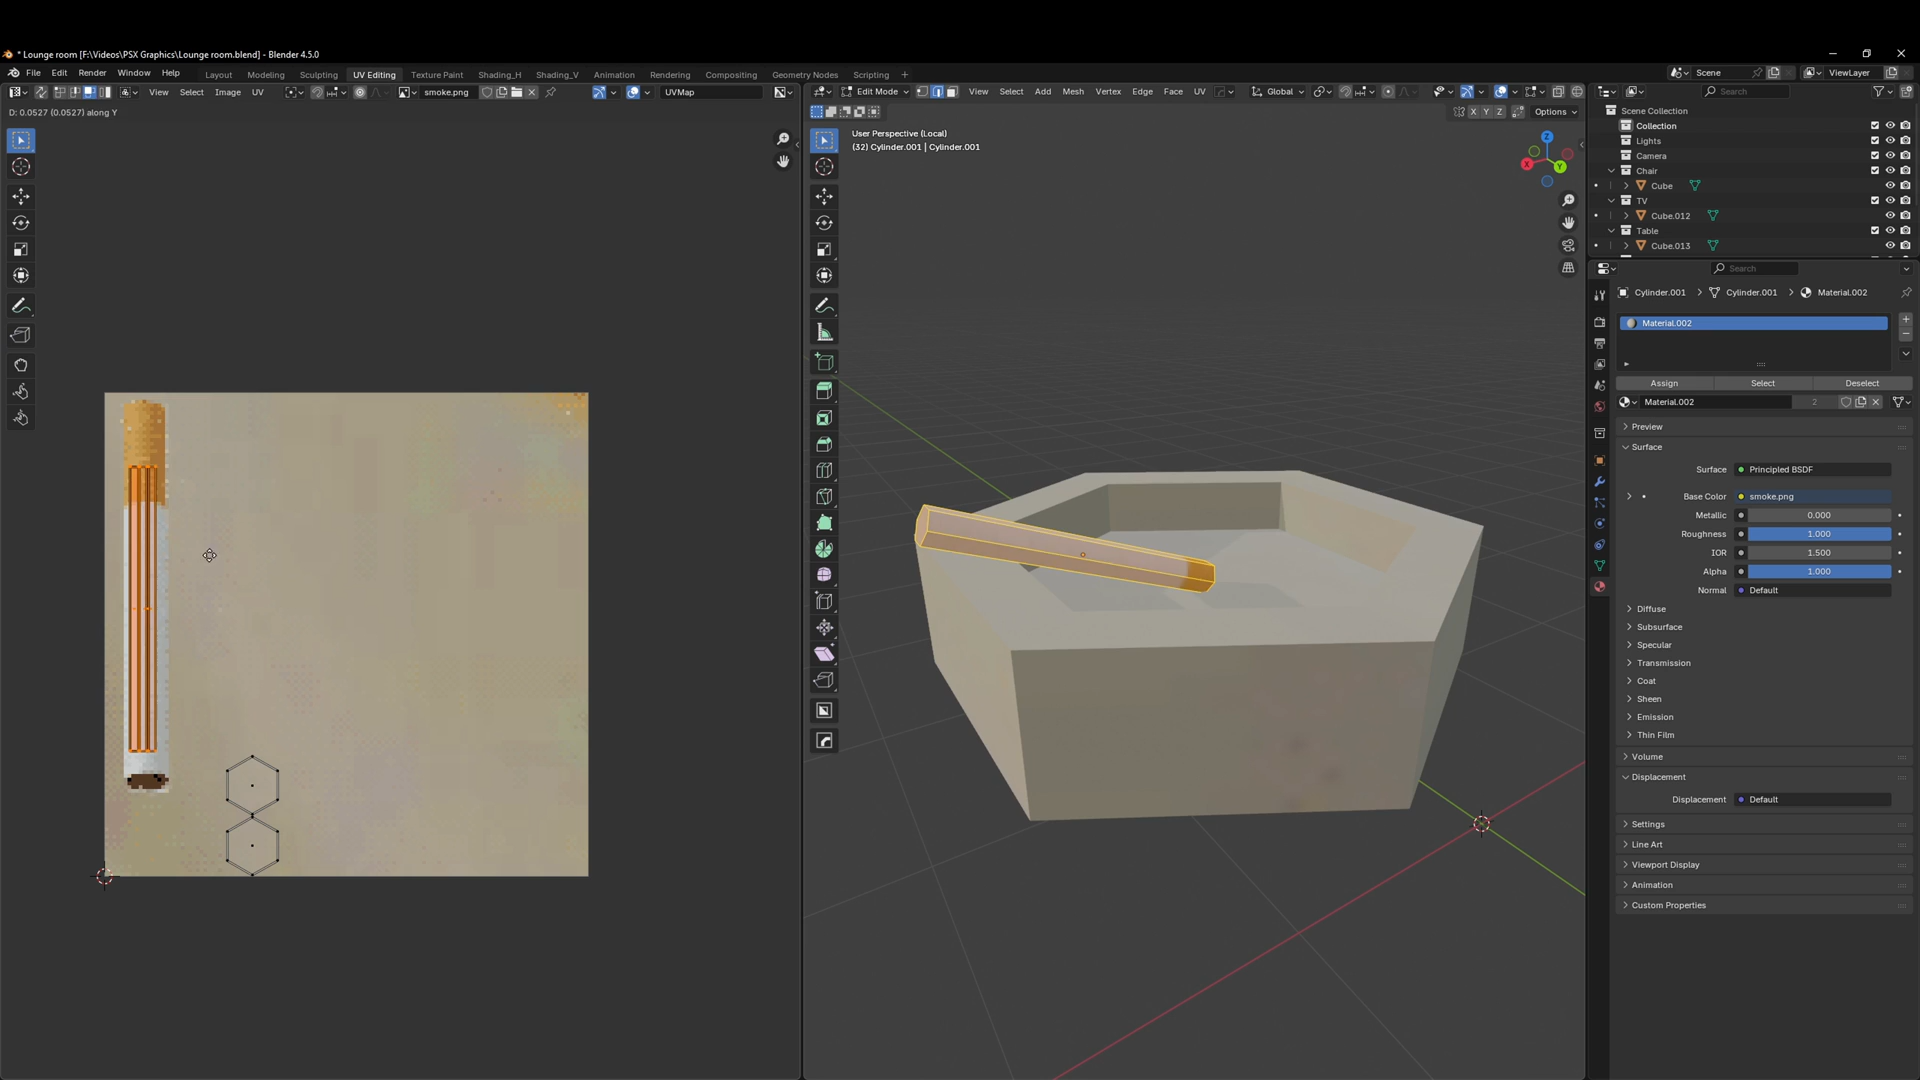 * Lounge room [F:\Videos\PSX Graphics\Lounge room.blend] - Blender 4.5.0
File Edit Render Window Help Layout Modeling Sculpting UV Editing Texture Paint Shading_H Shading_V Animation Rendering Compositing Geometry Nodes Scripting + Scene ViewLayer
View Select Image UV smoke.png UVMap Edit Mode View Select Add Mesh Vertex Edge Face UV Global Search
D: 0.0527 (0.0527) along Y
X Y Z Options
Scene Collection
Collection
Lights
Camera
Chair
Cube
TV
Cube.012
Table
Cube.013
User Perspective (Local)
(32) Cylinder.001 | Cylinder.001
Z
X
Y
Search
Cylinder.001 > Cylinder.001 > Material.002
Material.002
Assign Select Deselect
Material.002 2
Preview
Surface
Surface Principled BSDF
Base Color smoke.png
Metallic 0.000
Roughness 1.000
IOR 1.500
Alpha 1.000
Normal Default
Diffuse
Subsurface
Specular
Transmission
Coat
Sheen
Emission
Thin Film
Volume
Displacement
Displacement Default
Settings
Line Art
Viewport Display
Animation
Custom Properties